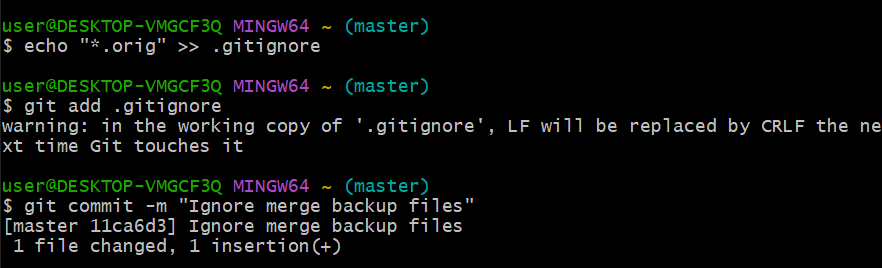 user@DESKTOP-VMGCF3Q MINGW64 ~ (master)
$ echo "*.orig" >> .gitignore
user@DESKTOP-VMGCF3Q MINGW64 ~ (master)
$ git add .gitignore
warning: in the working copy of '.gitignore', LF will be replaced by CRLF the ne
xt time Git touches it
user@DESKTOP-VMGCF3Q MINGW64 ~ (master)
$ git commit -m "Ignore merge backup files"
[master 11ca6d3] Ignore merge backup files
 1 file changed, 1 insertion(+)